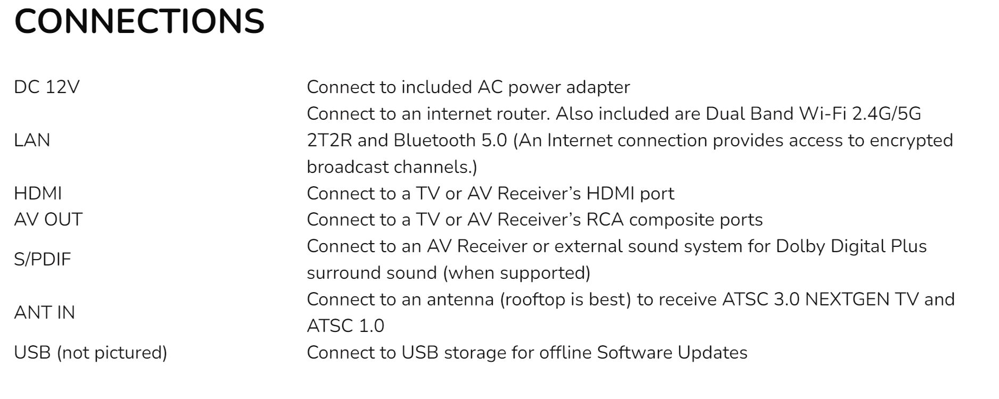 CONNECTIONS
DC 12V Connect to included AC power adapter
Connect to an internet router. Also included are Dual Band Wi-Fi 2.4G/5G
LAN 2T2R and Bluetooth 5.0 (An Internet connection provides access to encrypted
broadcast channels.)
HDMI Connect to a TV or AV Receiver’s HDMI port
AV OUT Connect to a TV or AV Receiver’s RCA composite ports
S/PDIF
Connect to an AV Receiver or external sound system for Dolby Digital Plus
surround sound (when supported)
ANT IN
Connect to an antenna (rooftop is best) to receive ATSC 3.0 NEXTGEN TV and
ATSC 1.0
USB (not pictured) Connect to USB storage for offline Software Updates